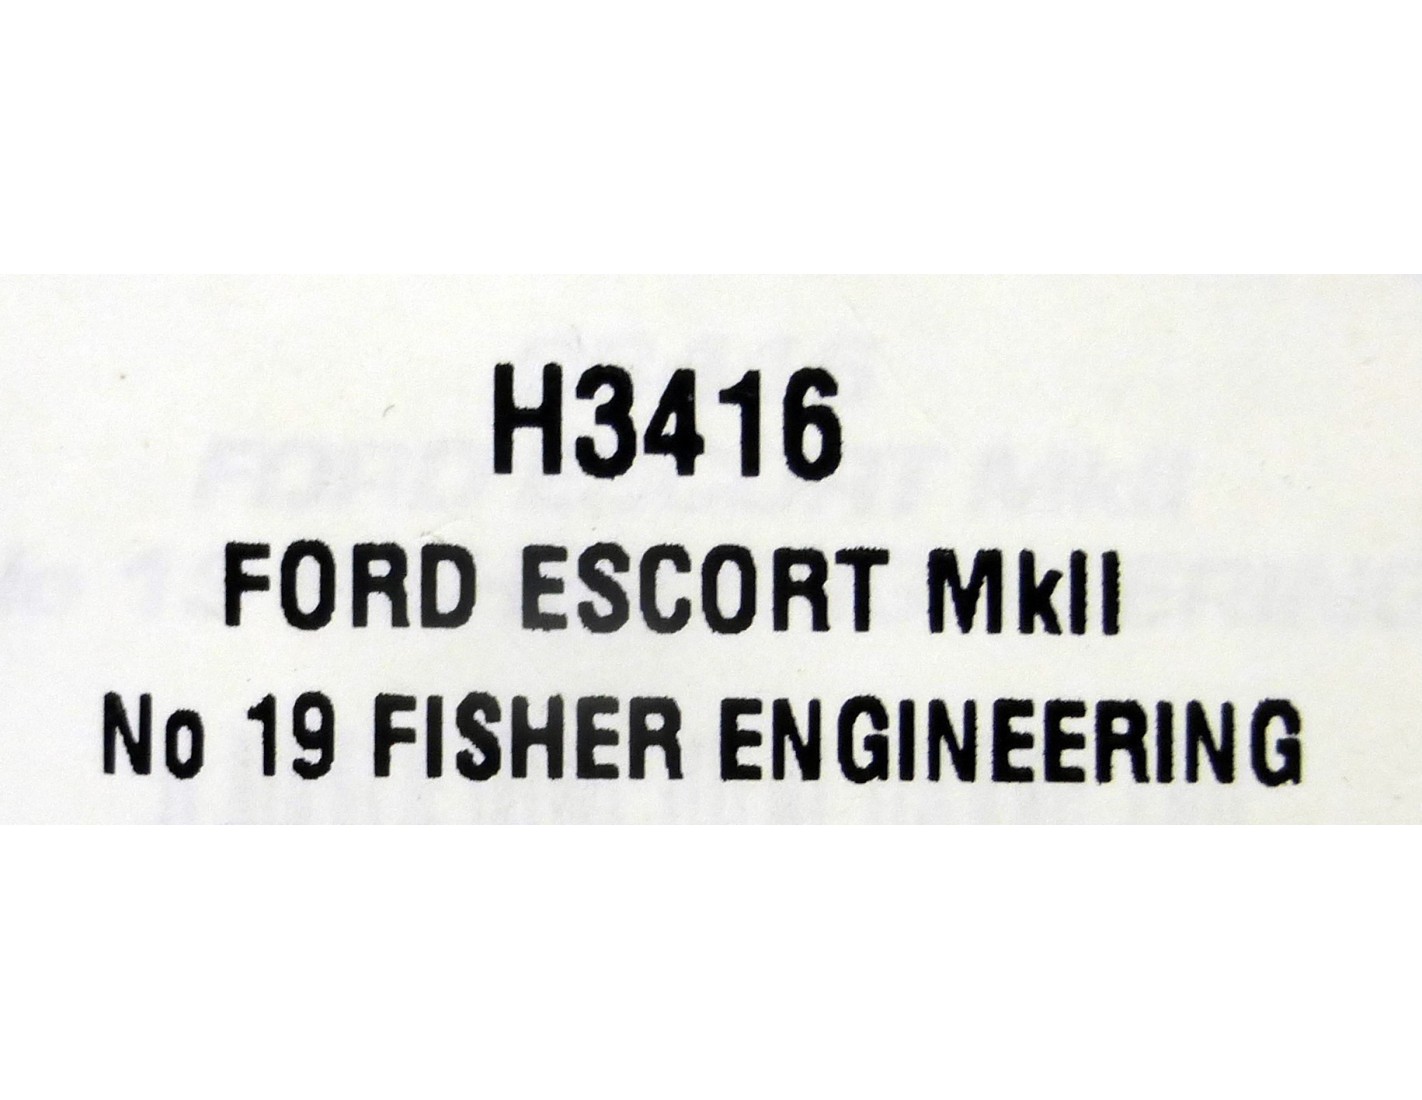 H3416
FORD ESCORT MkII
No 19 FISHER ENGINEERING